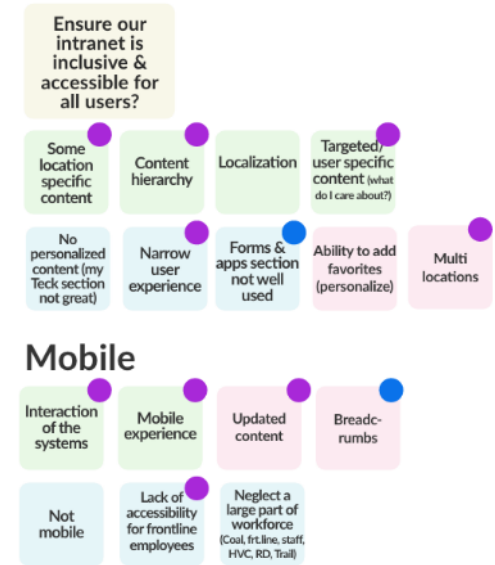 Ensure our
intranet is
inclusive &
accessible for
all users?
Some
location
specific
content
Content
hierarchy
Localization
Targeted/
user specific
content (what
do I care about?)
No
personalized
content (my
Teck section
not great)
Narrow
user
experience
Forms &
apps section
not well
used
Ability to add
favorites
(personalize)
Multi
locations
Mobile
Interaction
of the
systems
Mobile
experience
Updated
content
Breadc-
rumbs
Not
mobile
Lack of
accessibility
for frontline
employees
Neglect a
large part of
workforce
(Coal, frt.line, staff,
HVC, RD, Trail)